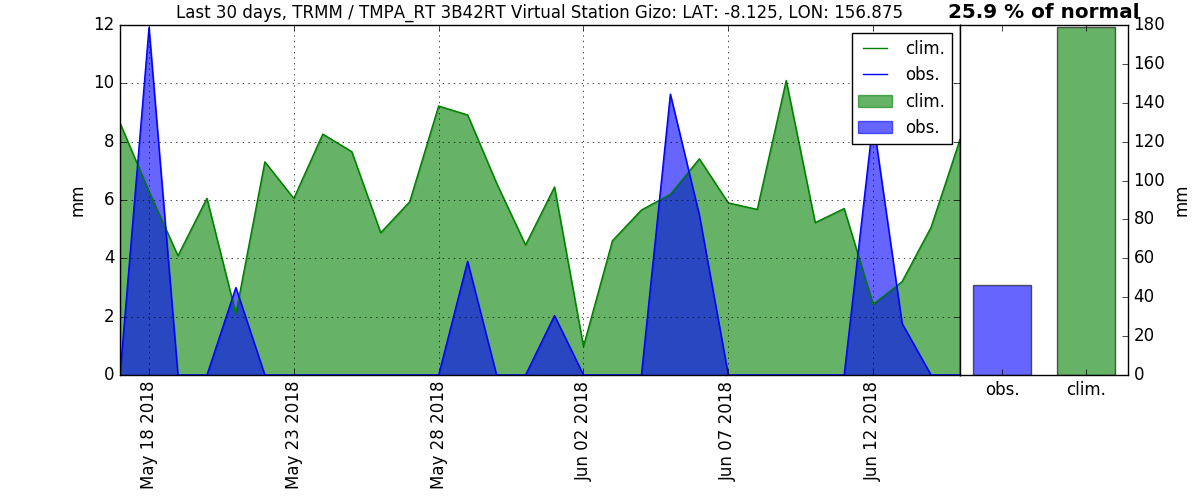 Last 30 days, TRMM / TMPA_RT 3B42RT Virtual Station Gizo: LAT: -8.125, LON: 156.875
25.9 % of normal
12
10
8
6
4
2
0
mm
clim.
obs.
clim.
obs.
May 18 2018
May 23 2018
May 28 2018
Jun 02 2018
Jun 07 2018
Jun 12 2018
180
160
140
120
100
80
60
40
20
0
mm
obs.
clim.